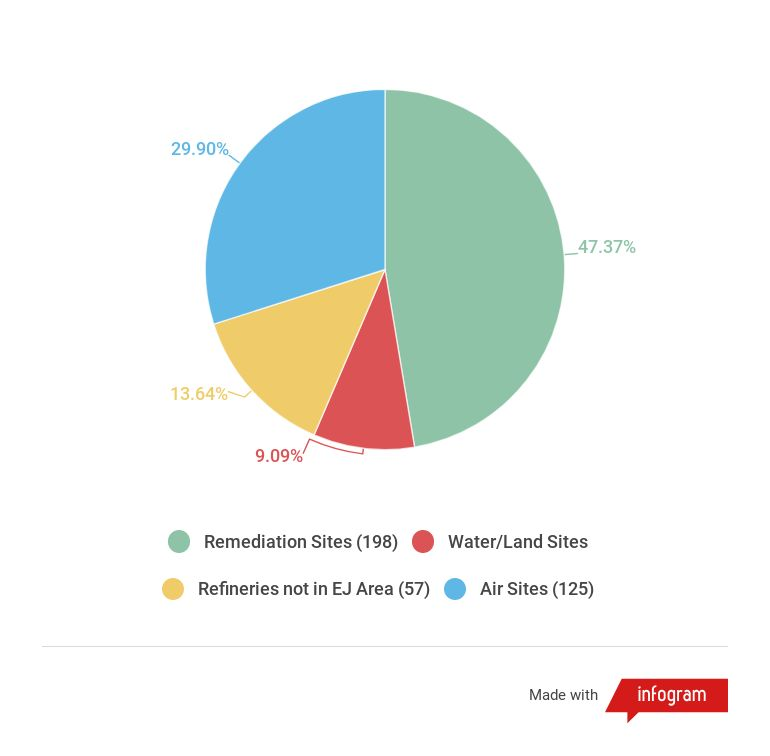 29.90%
47.37%
13.64%
9.09%
Remediation Sites (198) Water/Land Sites
Refineries not in EJ Area (57) Air Sites (125)
Made with infogram